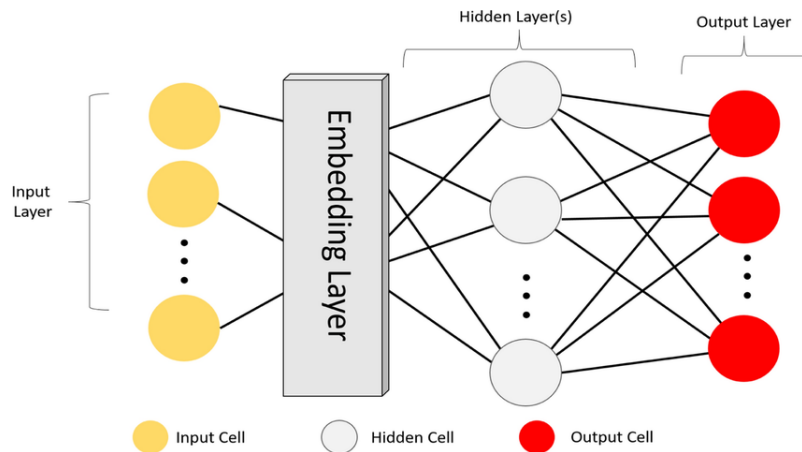 Hidden Layer(s)
Output Layer
Input
Layer
Embedding Layer
Input Cell
Hidden Cell
Output Cell